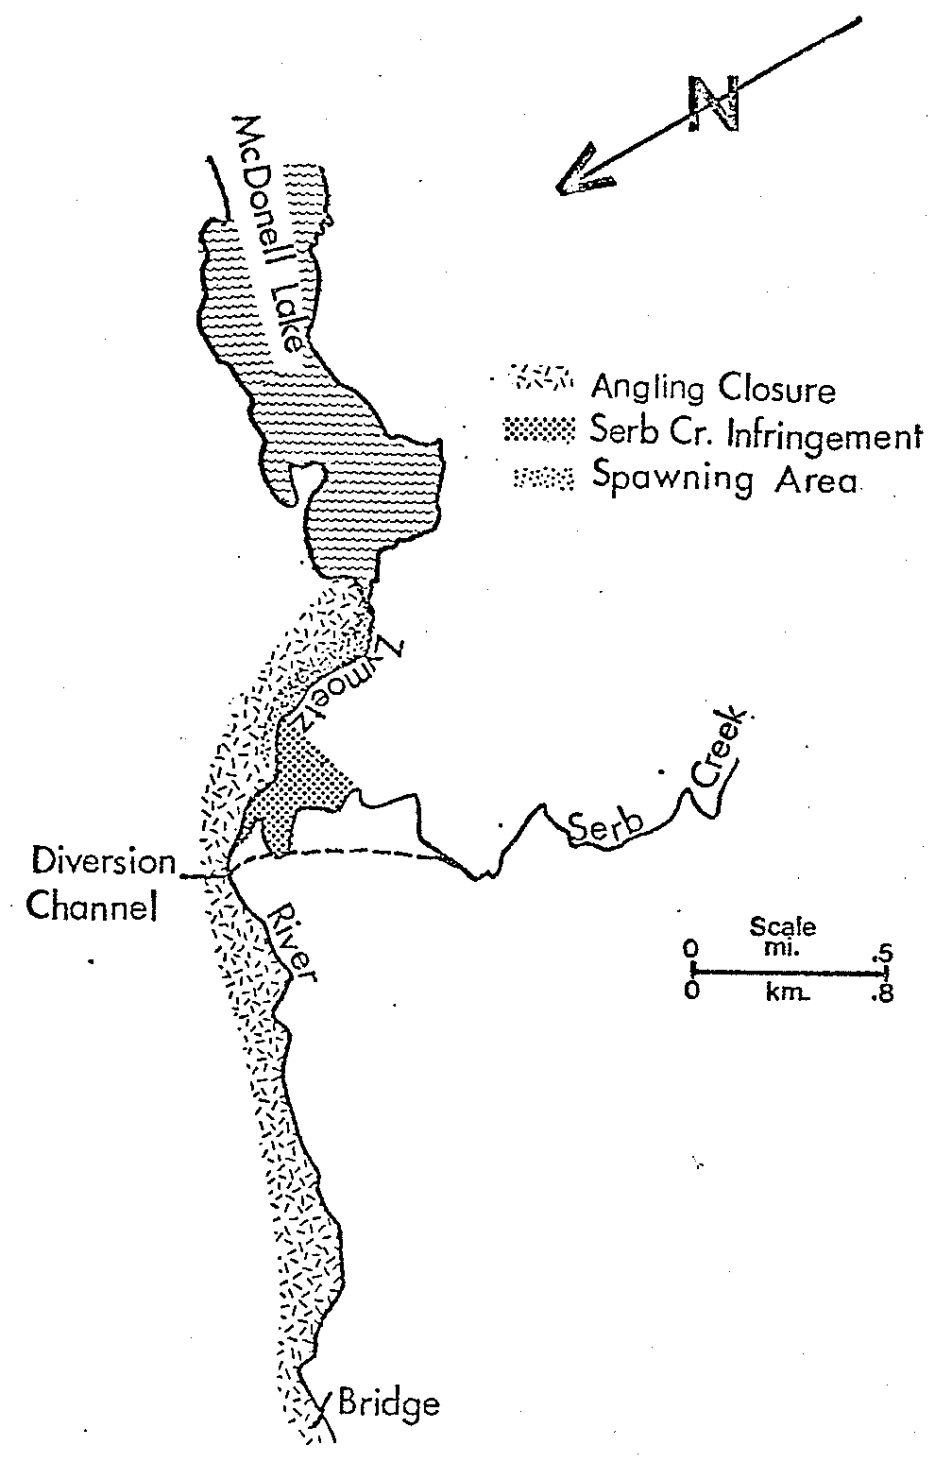 N
McDonell Lake
Angling Closure
Serb Cr. Infringement
Spawning Area
Zymoetz
Creek
Serb
Diversion
Channel
River
Scale
0 mi. .5
0 km. .8
Bridge